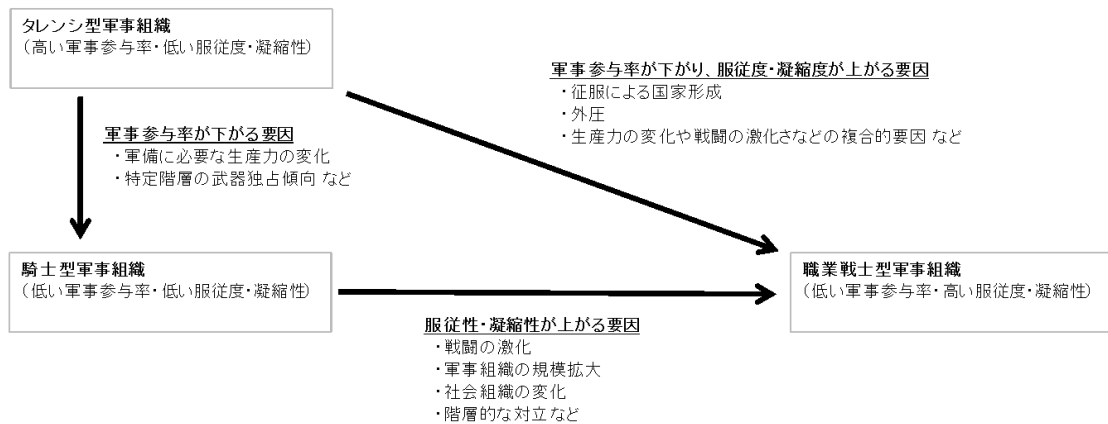 タレンシ型軍事組織
（高い軍事参与率・低い服従度・凝縮性）
軍事参与率が下がり、服従度・凝縮度が上がる要因
・征服による国家形成
・外圧
・生産力の変化や戦闘の激化さなどの複合的要因 など
軍事参与率が下がる要因
・軍備に必要な生産力の変化
・特定階層の武器独占傾向 など
騎士型軍事組織
（低い軍事参与率・低い服従度・凝縮性）
職業戦士型軍事組織
（低い軍事参与率・高い服従度・凝縮性）
服従性・凝縮性が上がる要因
・戦闘の激化
・軍事組織の規模拡大
・社会組織の変化
・階層的な対立など